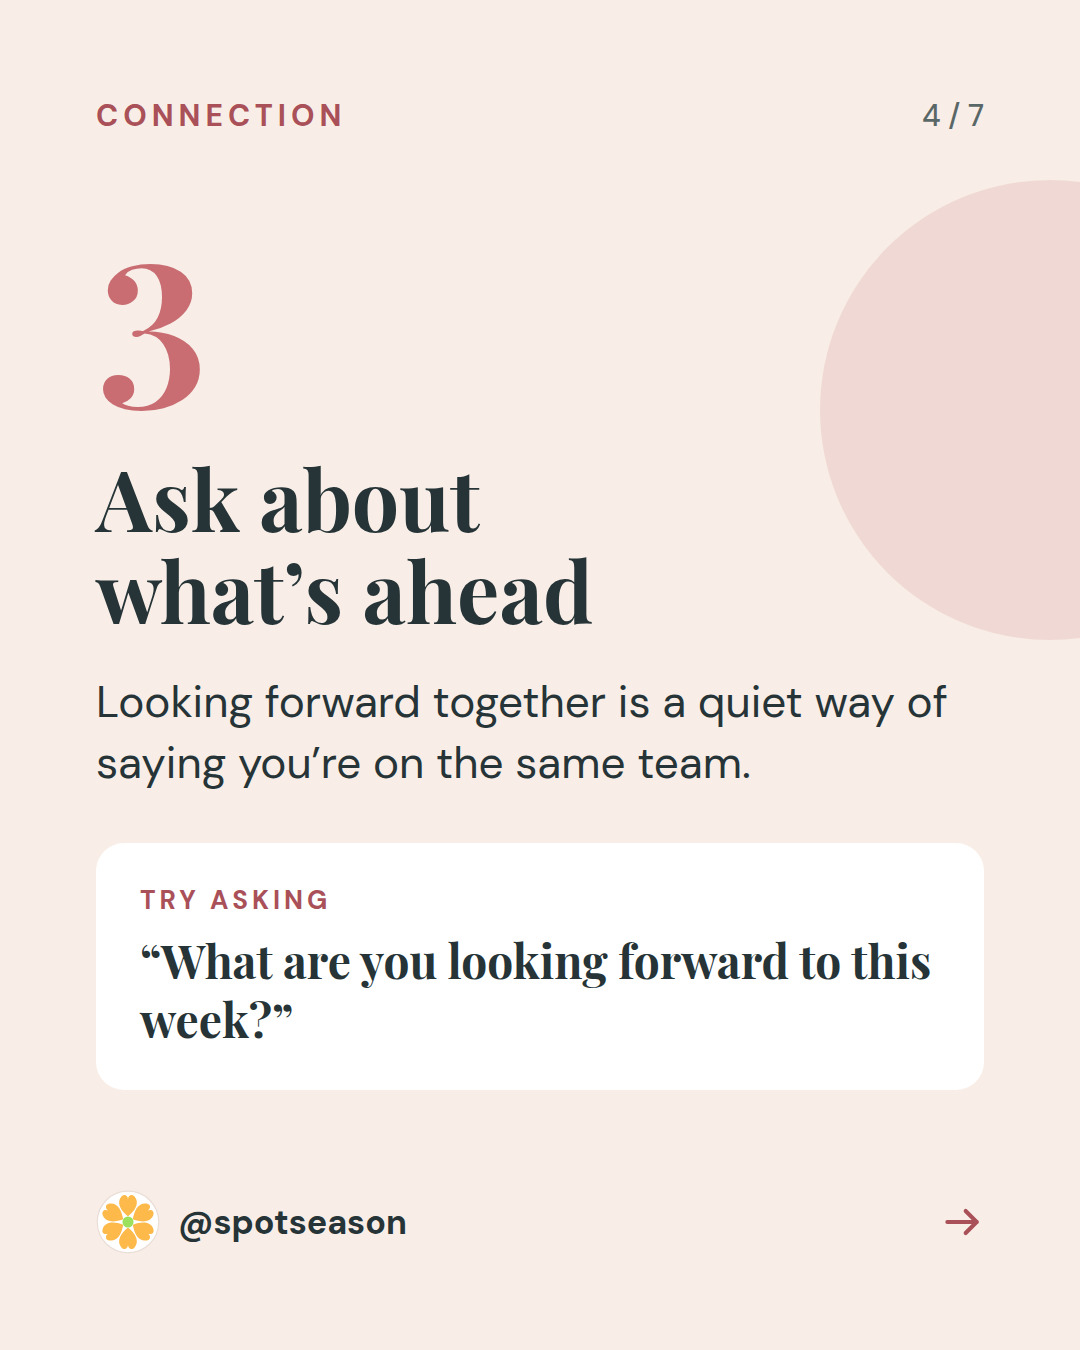 CONNECTION
4 / 7
3
Ask about
what’s ahead
Looking forward together is a quiet way of
saying you’re on the same team.
TRY ASKING
“What are you looking forward to this
week?”
@spotseason